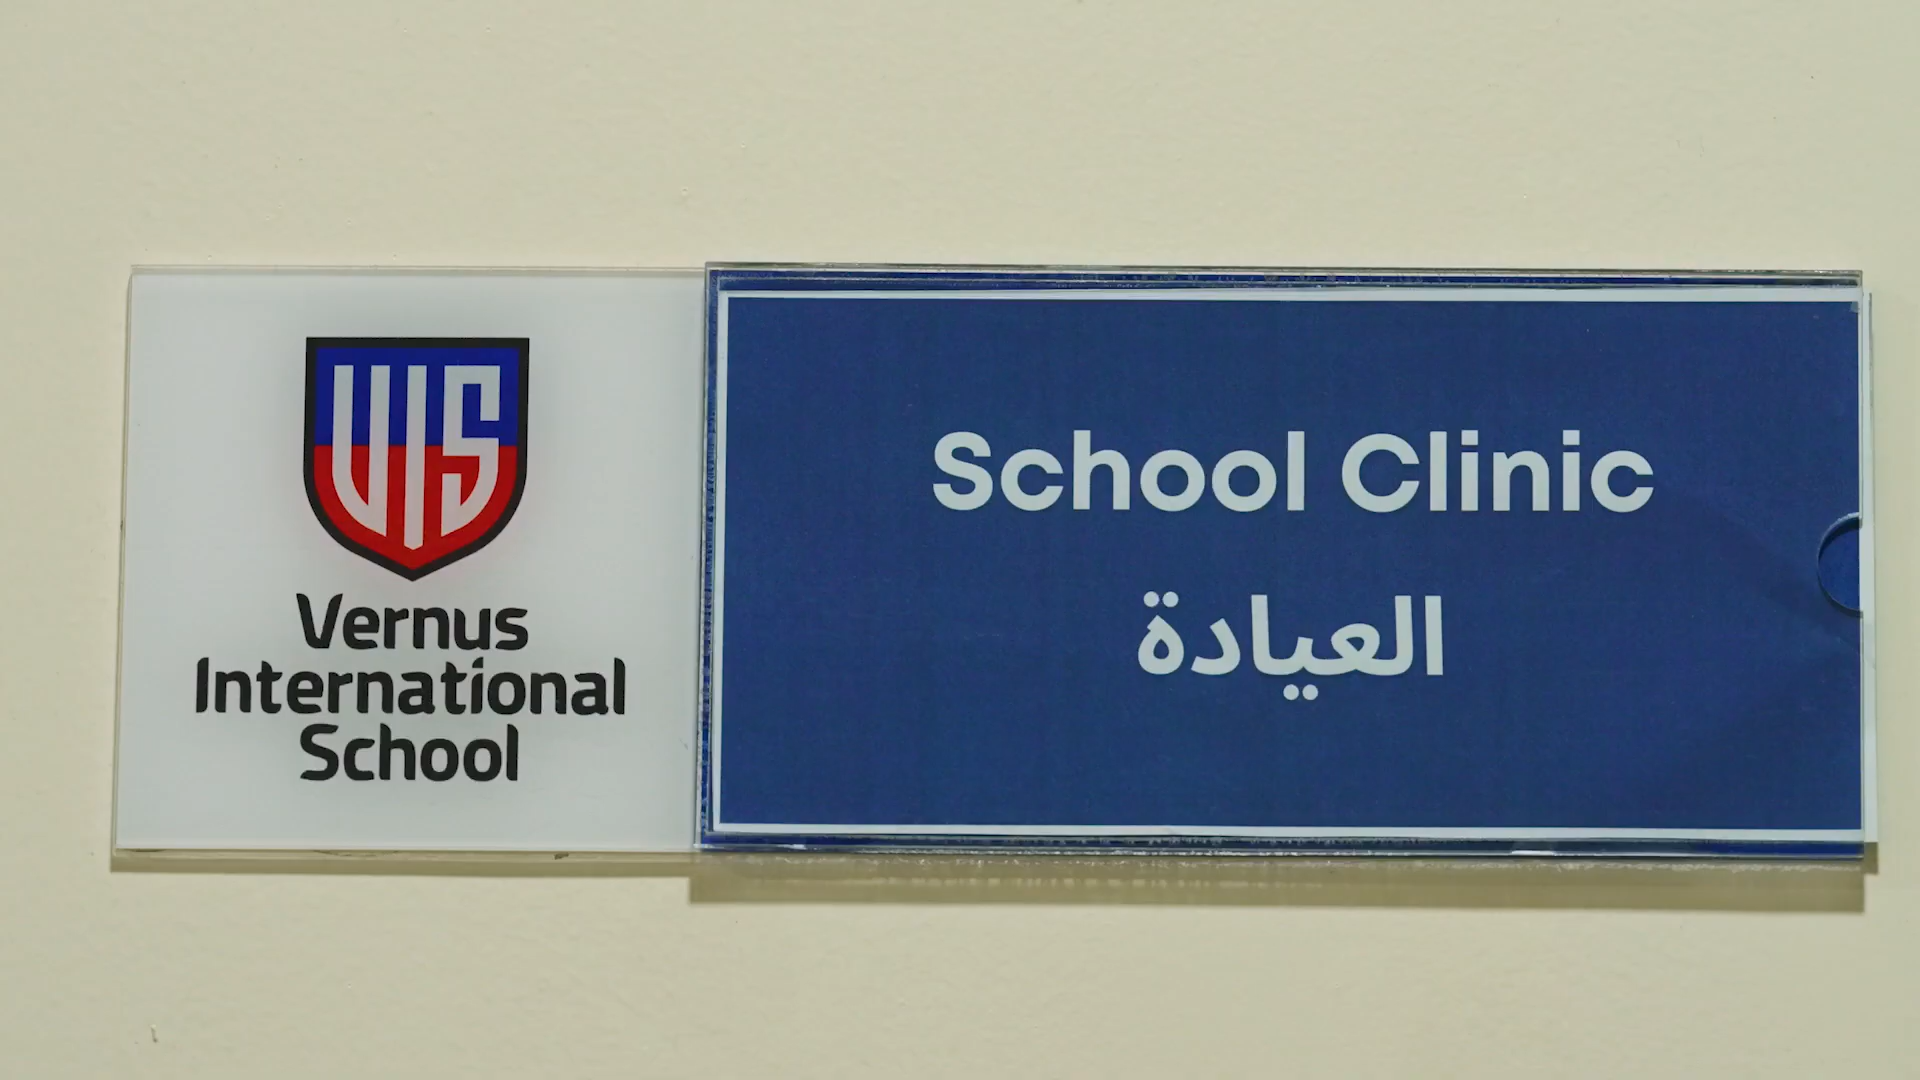 VIS
Vernus
International
School
School Clinic
العيادة